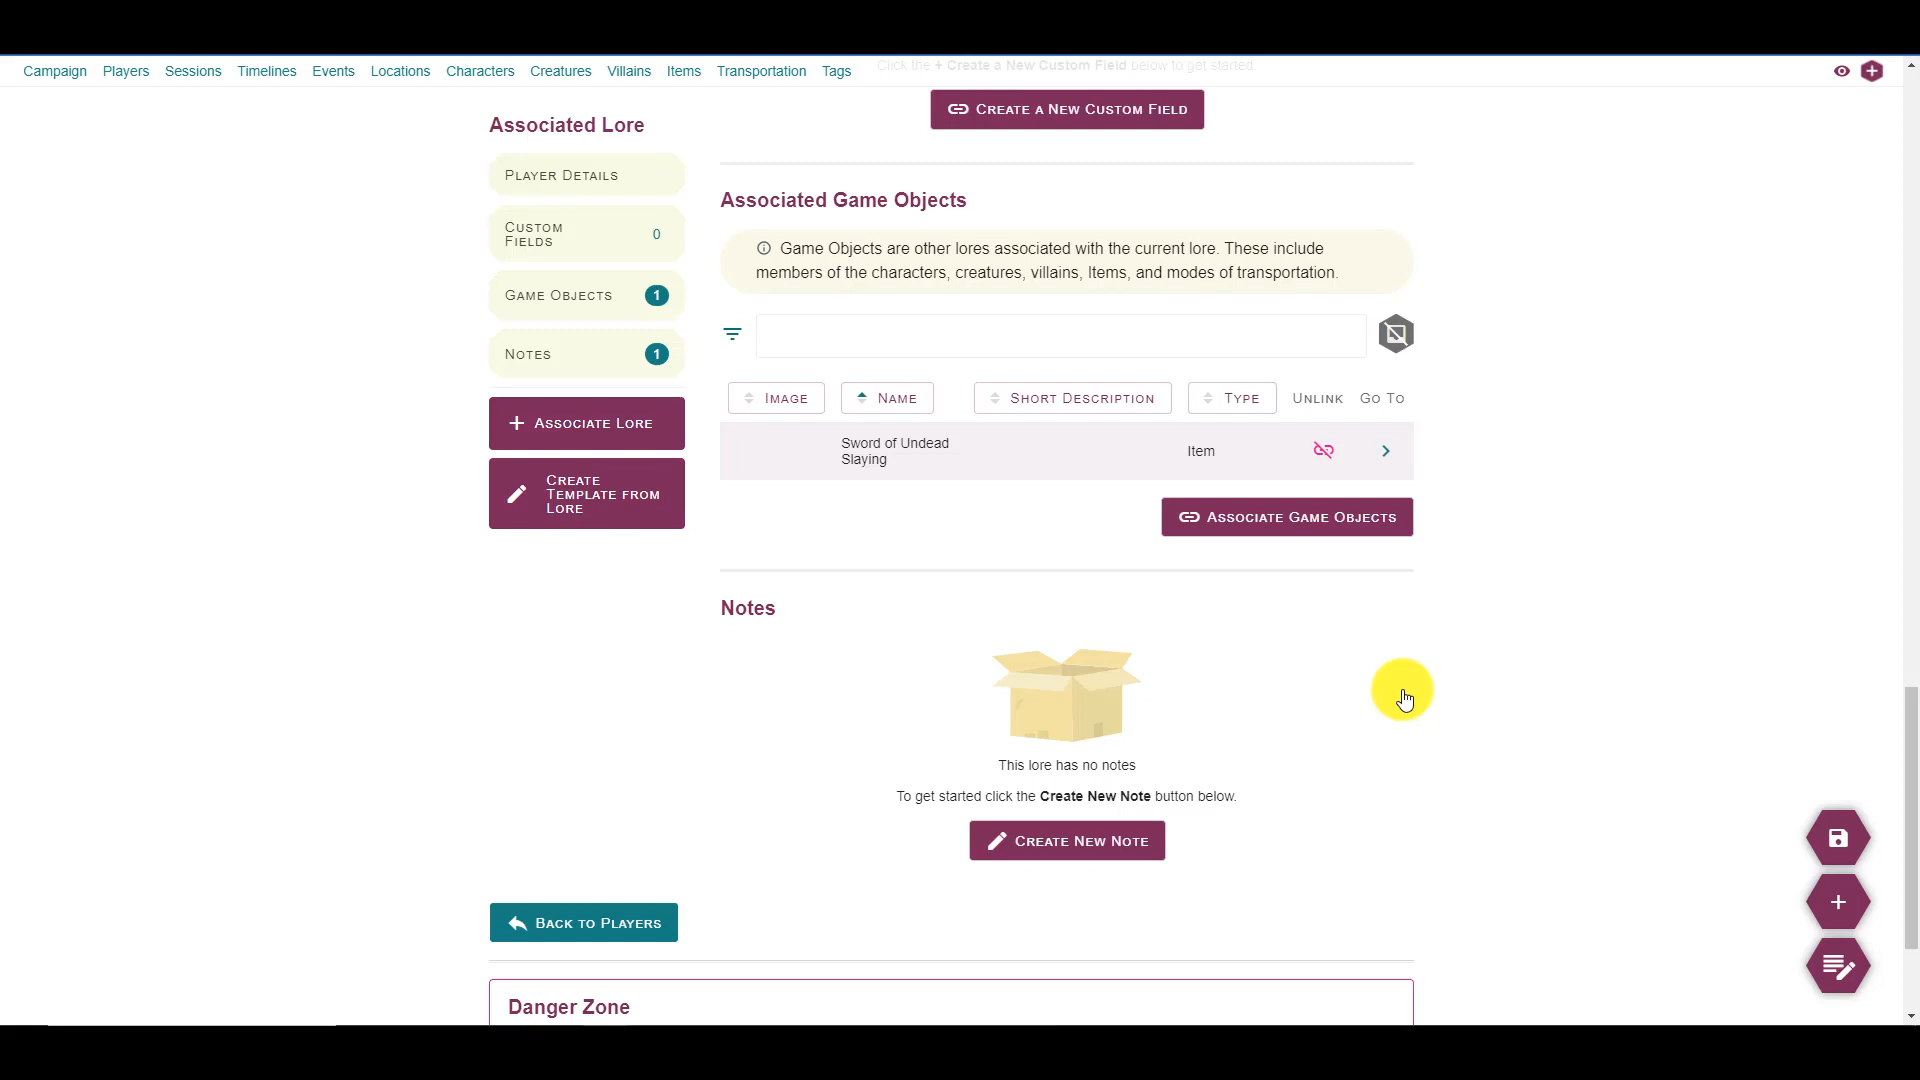 Campaign Players Sessions Timelines Events Locations Characters Creatures Villains Items Transportation Tags
Click the + Create a New Custom Field below to get started.
CREATE A NEW CUSTOM FIELD
Associated Lore
PLAYER DETAILS
CUSTOM
FIELDS
0
GAME OBJECTS 1
NOTES 1
+ ASSOCIATE LORE
CREATE
TEMPLATE FROM
LORE
Associated Game Objects
Game Objects are other lores associated with the current lore. These include
members of the characters, creatures, villains, Items, and modes of transportation.
IMAGE NAME SHORT DESCRIPTION TYPE UNLINK GO TO
Sword of Undead
Slaying
Item
ASSOCIATE GAME OBJECTS
Notes
This lore has no notes
To get started click the Create New Note button below.
CREATE NEW NOTE
BACK TO PLAYERS
Danger Zone